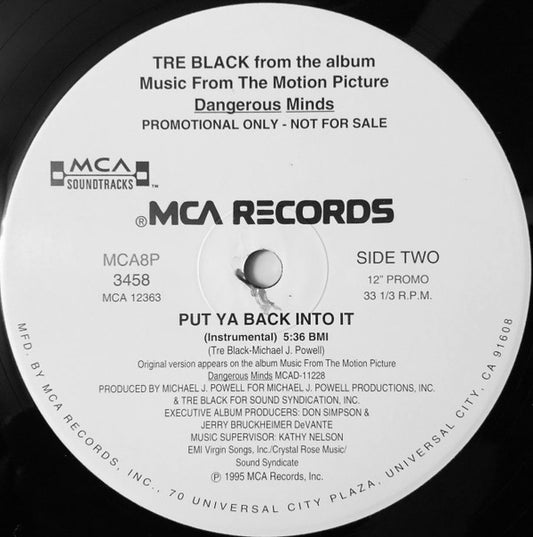 TRE BLACK from the album
Music From The Motion Picture
Dangerous Minds
PROMOTIONAL ONLY - NOT FOR SALE
MCA
SOUNDTRACKS ™
®MCA RECORDS
MCA8P
3458
MCA 12363
SIDE TWO
12" PROMO
33 1/3 R.P.M.
PUT YA BACK INTO IT
(Instrumental) 5:36 BMI
(Tre Black-Michael J. Powell)
Original version appears on the album Music From The Motion Picture
Dangerous Minds MCAD-11228
PRODUCED BY MICHAEL J. POWELL FOR MICHAEL J. POWELL PRODUCTIONS, INC.
& TRE BLACK FOR SOUND SYNDICATION, INC.
EXECUTIVE ALBUM PRODUCERS: DON SIMPSON &
JERRY BRUCKHEIMER DeVANTE
MUSIC SUPERVISOR: KATHY NELSON
EMI Virgin Songs, Inc./Crystal Rose Music/
Sound Syndicate
℗ 1995 MCA Records, Inc.
MFD. BY MCA RECORDS, INC., 70 UNIVERSAL CITY PLAZA, UNIVERSAL CITY, CA 91608